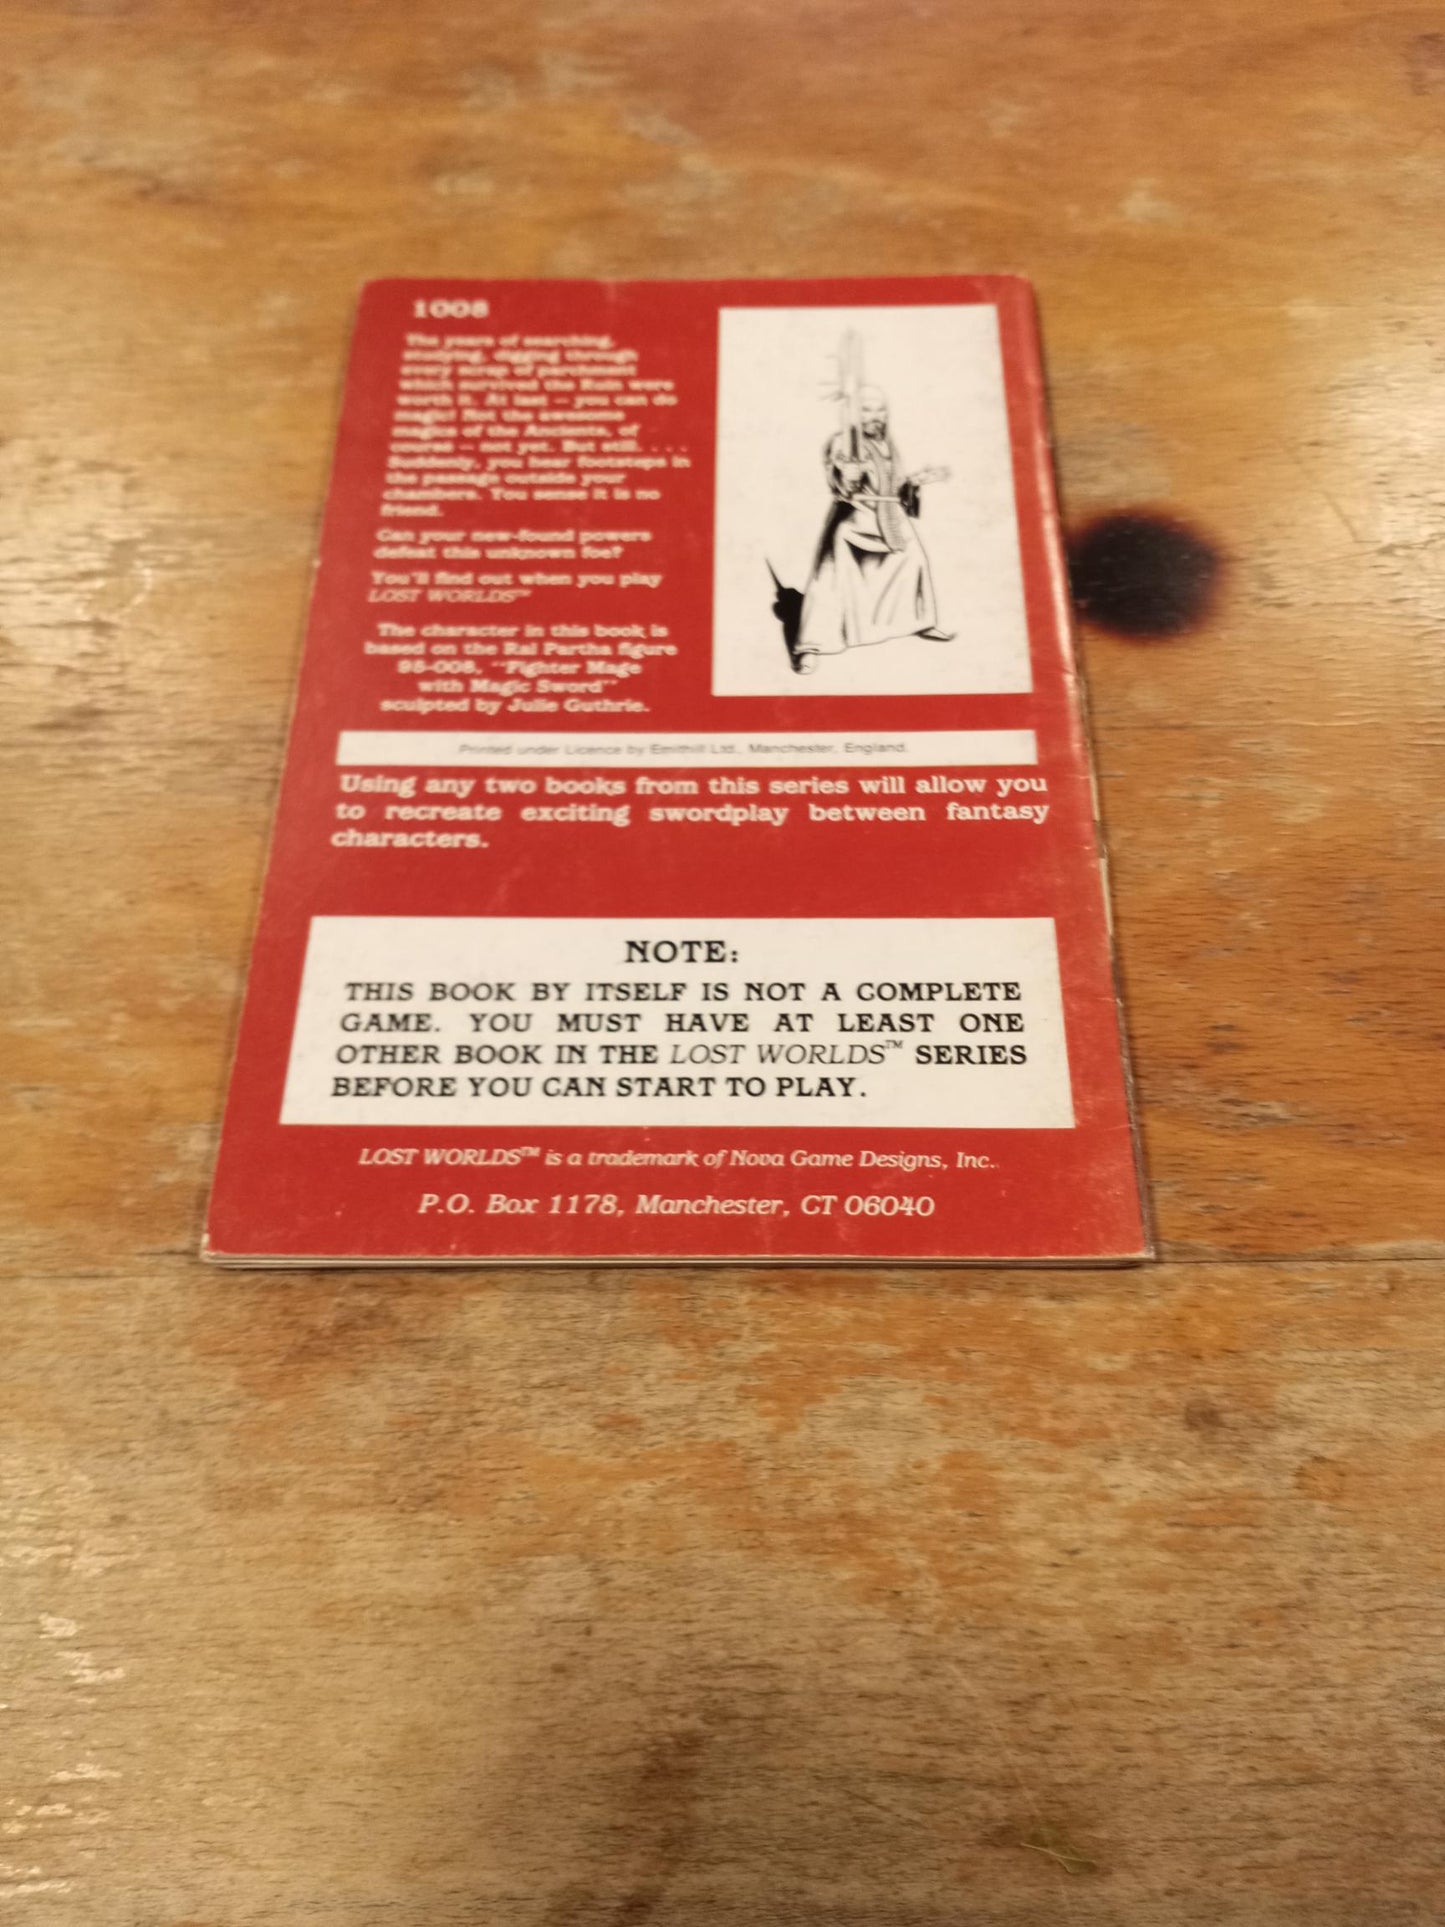 1008
The years of searching,
studying, digging through
every scrap of parchment
which survived the Ruin were
worth it. At last — you can do
magic! Not the awesome
magics of the Ancients, of
course — not yet. But still. . . .
Suddenly, you hear footsteps in
the passage outside your
chambers. You sense it is no
friend.
Can your new-found powers
defeat this unknown foe?
You'll find out when you play
LOST WORLDS™
The character in this book is
based on the Ral Partha figure
98-008, "Fighter Mage
with Magic Sword"
sculpted by Julie Guthrie.
Printed under Licence by Emithill Ltd., Manchester, England.
Using any two books from this series will allow you
to recreate exciting swordplay between fantasy
characters.
NOTE:
THIS BOOK BY ITSELF IS NOT A COMPLETE
GAME. YOU MUST HAVE AT LEAST ONE
OTHER BOOK IN THE LOST WORLDS™ SERIES
BEFORE YOU CAN START TO PLAY.
LOST WORLDS™ is a trademark of Nova Game Designs, Inc.
P.O. Box 1178, Manchester, CT 06040